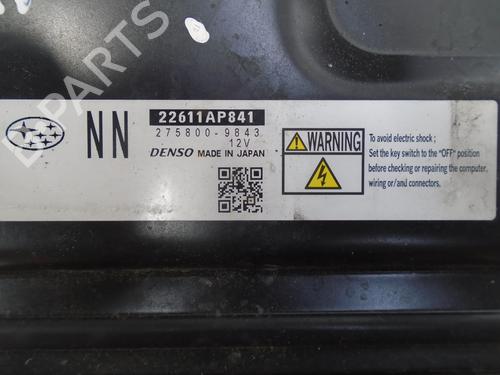 22611AP841
NN
275800-9843
12V
DENSO MADE IN JAPAN
WARNING
To avoid electric shock ;
Set the key switch to the "OFF" position
before checking or repairing the computer,
wiring or/and connectors.
B-PARTS